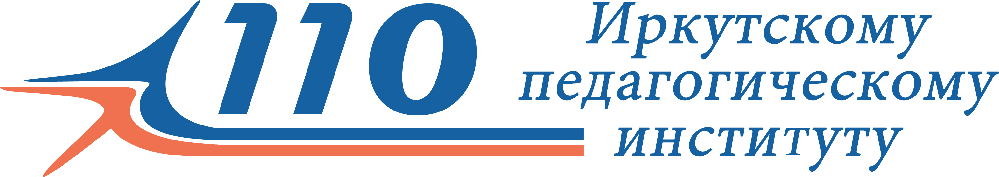 110
Иркутскому
педагогическому
институту